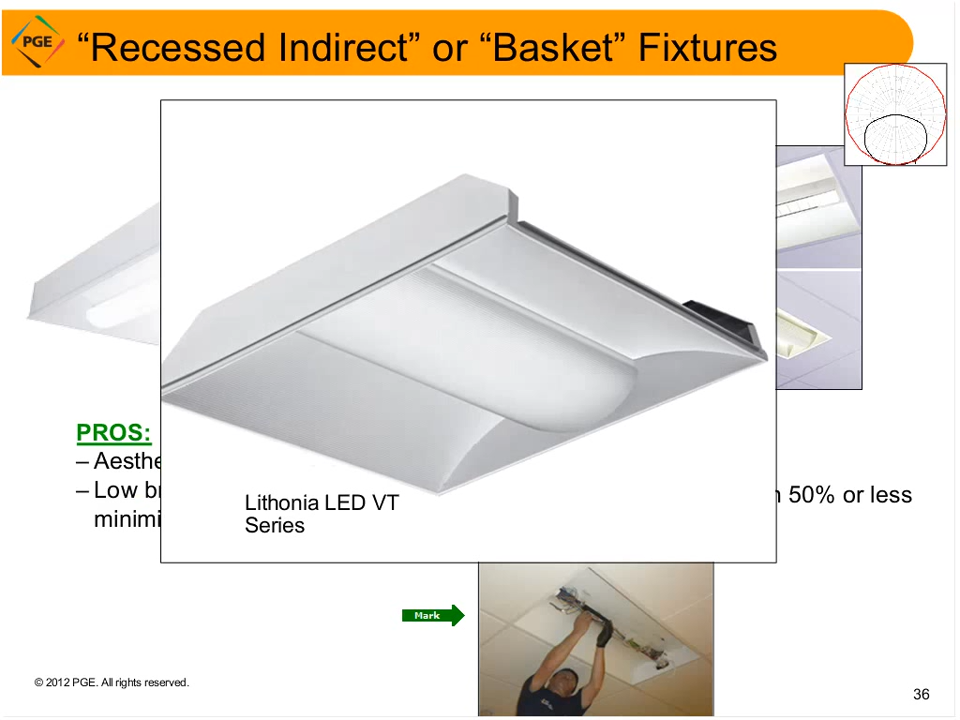 PGE
“Recessed Indirect” or “Basket” Fixtures
PROS:
– Aesthe
– Low br
minimi
50% or less
Lithonia LED VT
Series
Mark
© 2012 PGE. All rights reserved.
36